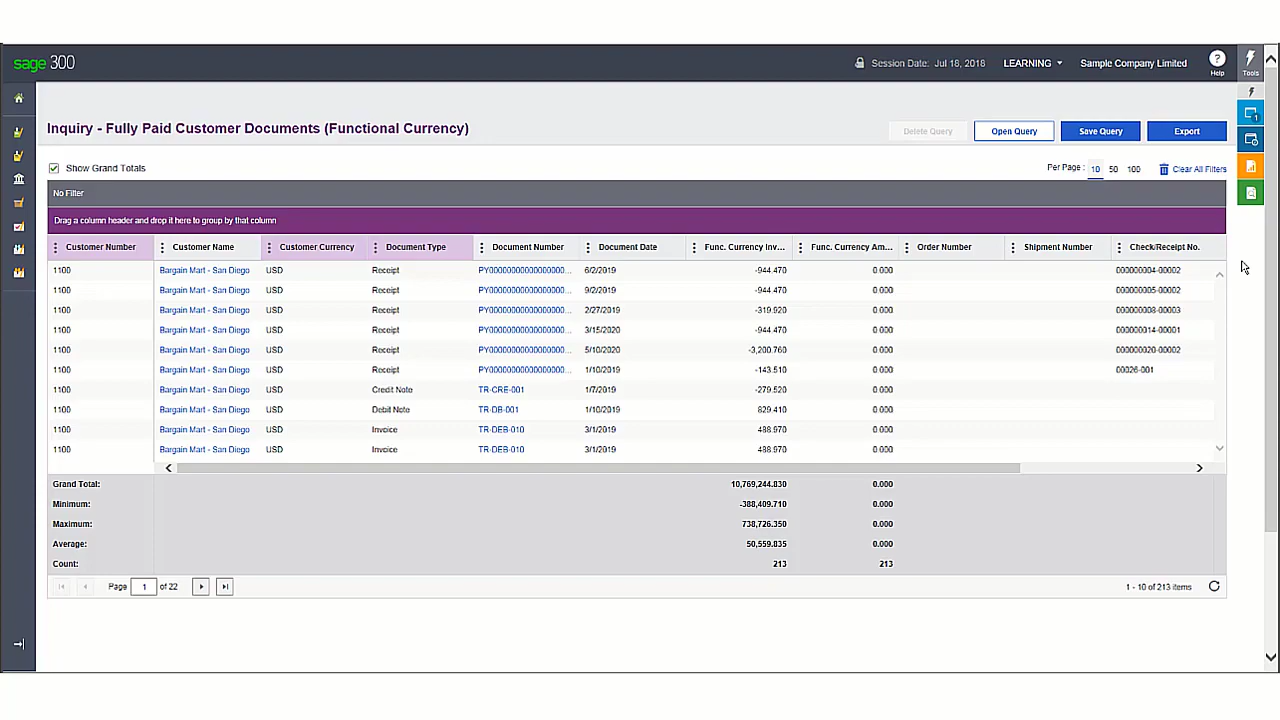 sage 300
Session Date: Jul 18, 2018 LEARNING Sample Company Limited Help Tools
Inquiry - Fully Paid Customer Documents (Functional Currency)
Delete Query Open Query Save Query Export
Show Grand Totals Per Page : 10 50 100 Clear All Filters
No Filter
Drag a column header and drop it here to group by that column
Customer Number Customer Name Customer Currency Document Type Document Number Document Date Func. Currency Inv... Func. Currency Am... Order Number Shipment Number Check/Receipt No.
1100 Bargain Mart - San Diego USD Receipt PY00000000000000000... 6/2/2019 -944.470 0.000 000000004-00002
1100 Bargain Mart - San Diego USD Receipt PY00000000000000000... 9/2/2019 -944.470 0.000 000000005-00002
1100 Bargain Mart - San Diego USD Receipt PY00000000000000000... 2/27/2019 -319.920 0.000 000000008-00003
1100 Bargain Mart - San Diego USD Receipt PY00000000000000000... 3/15/2020 -944.470 0.000 000000014-00001
1100 Bargain Mart - San Diego USD Receipt PY00000000000000000... 5/10/2020 -3,200.760 0.000 000000020-00002
1100 Bargain Mart - San Diego USD Receipt PY00000000000000000... 1/10/2019 -143.510 0.000 00026-001
1100 Bargain Mart - San Diego USD Credit Note TR-CRE-001 1/7/2019 -279.520 0.000
1100 Bargain Mart - San Diego USD Debit Note TR-DB-001 1/10/2019 829.410 0.000
1100 Bargain Mart - San Diego USD Invoice TR-DEB-010 3/1/2019 488.970 0.000
1100 Bargain Mart - San Diego USD Invoice TR-DEB-010 3/1/2019 488.970 0.000
Grand Total: 10,769,244.830 0.000
Minimum: -388,409.710 0.000
Maximum: 738,726.350 0.000
Average: 50,559.835 0.000
Count: 213 213
Page 1 of 22 1 - 10 of 213 items